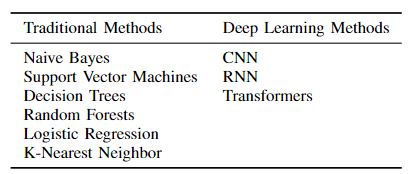 Traditional Methods Deep Learning Methods
Naive Bayes CNN
Support Vector Machines RNN
Decision Trees Transformers
Random Forests
Logistic Regression
K-Nearest Neighbor